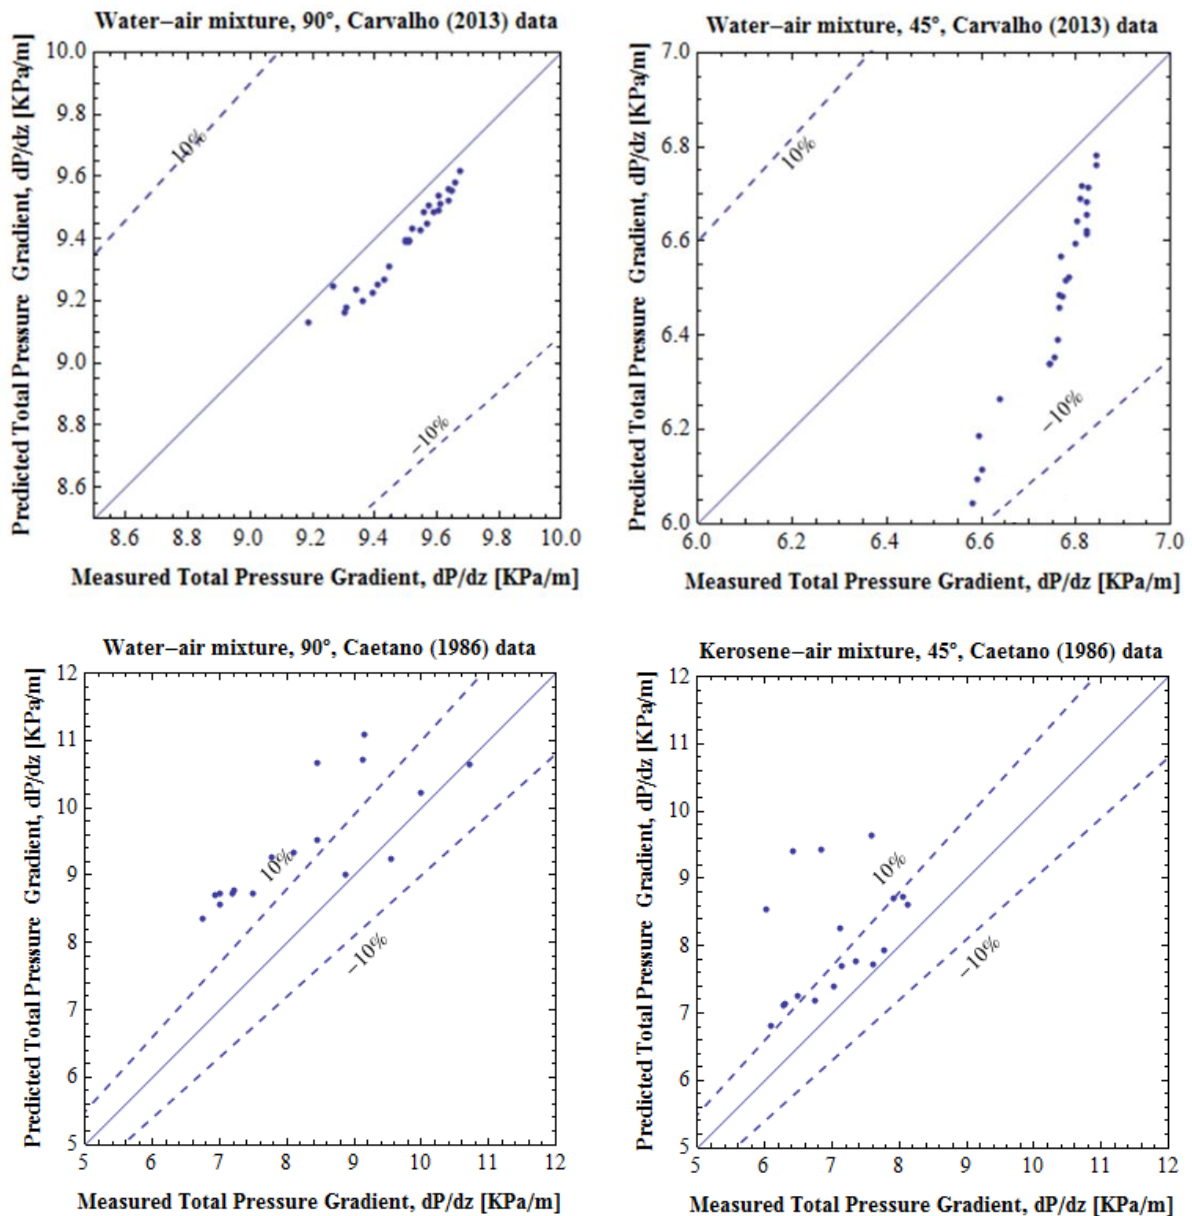 Water–air mixture, 90°, Carvalho (2013) data
Predicted Total Pressure Gradient, dP/dz [KPa/m]
10.0
9.8
9.6
9.4
9.2
9.0
8.8
8.6
10%
−10%
8.6 8.8 9.0 9.2 9.4 9.6 9.8 10.0
Measured Total Pressure Gradient, dP/dz [KPa/m]
Water–air mixture, 45°, Carvalho (2013) data
Predicted Total Pressure Gradient, dP/dz [KPa/m]
7.0
6.8
6.6
6.4
6.2
6.0
10%
−10%
6.0 6.2 6.4 6.6 6.8 7.0
Measured Total Pressure Gradient, dP/dz [KPa/m]
Water–air mixture, 90°, Caetano (1986) data
Predicted Total Pressure Gradient, dP/dz [KPa/m]
12
11
10
9
8
7
6
5
10%
−10%
5 6 7 8 9 10 11 12
Measured Total Pressure Gradient, dP/dz [KPa/m]
Kerosene–air mixture, 45°, Caetano (1986) data
Predicted Total Pressure Gradient, dP/dz [KPa/m]
12
11
10
9
8
7
6
5
10%
−10%
5 6 7 8 9 10 11 12
Measured Total Pressure Gradient, dP/dz [KPa/m]